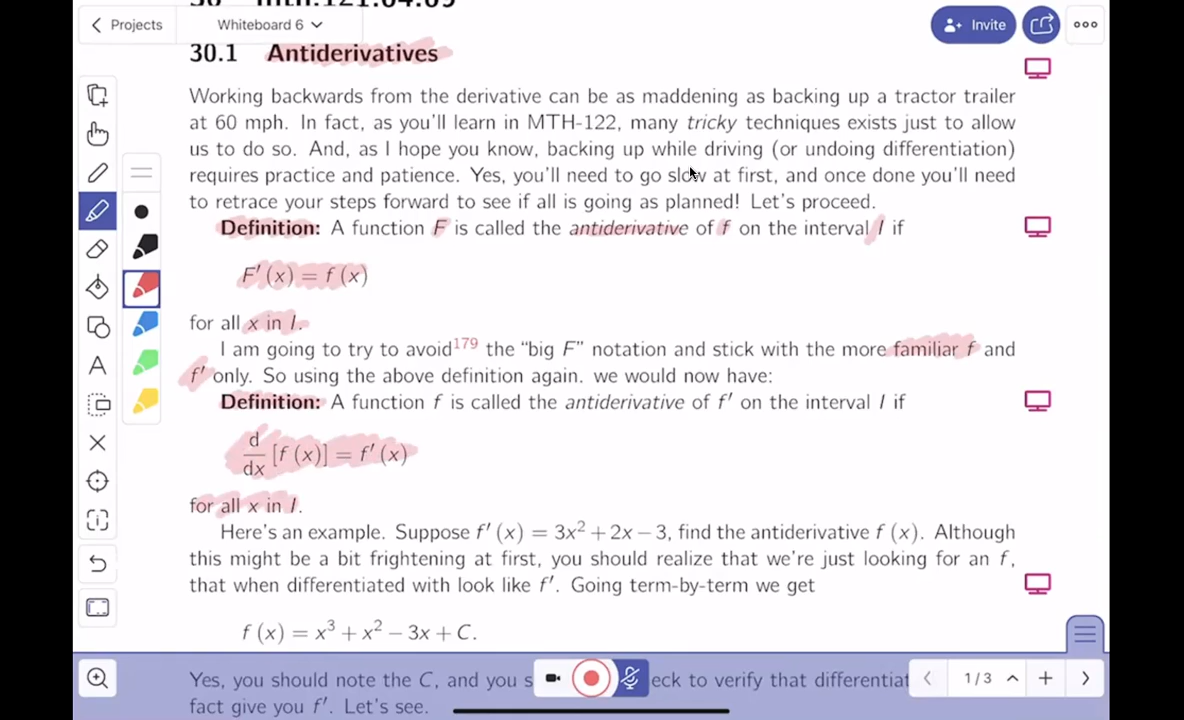 30 mth.121.04.09
Projects
Whiteboard 6
Invite
30.1 Antiderivatives
Working backwards from the derivative can be as maddening as backing up a tractor trailer
at 60 mph. In fact, as you'll learn in MTH-122, many tricky techniques exists just to allow
us to do so. And, as I hope you know, backing up while driving (or undoing differentiation)
requires practice and patience. Yes, you'll need to go slow at first, and once done you'll need
to retrace your steps forward to see if all is going as planned! Let's proceed.
Definition: A function F is called the antiderivative of f on the interval I if
F′ (x) = f (x)
for all x in I.
I am going to try to avoid¹⁷⁹ the “big F” notation and stick with the more familiar f and
f′ only. So using the above definition again. we would now have:
Definition: A function f is called the antiderivative of f′ on the interval I if
d/dx [f (x)] = f′ (x)
for all x in I.
Here's an example. Suppose f′ (x) = 3x² + 2x − 3, find the antiderivative f (x). Although
this might be a bit frightening at first, you should realize that we're just looking for an f,
that when differentiated with look like f′. Going term-by-term we get
f (x) = x³ + x² − 3x + C.
Yes, you should note the C, and you s eck to verify that differentiat
1/3
fact give you f′. Let's see.